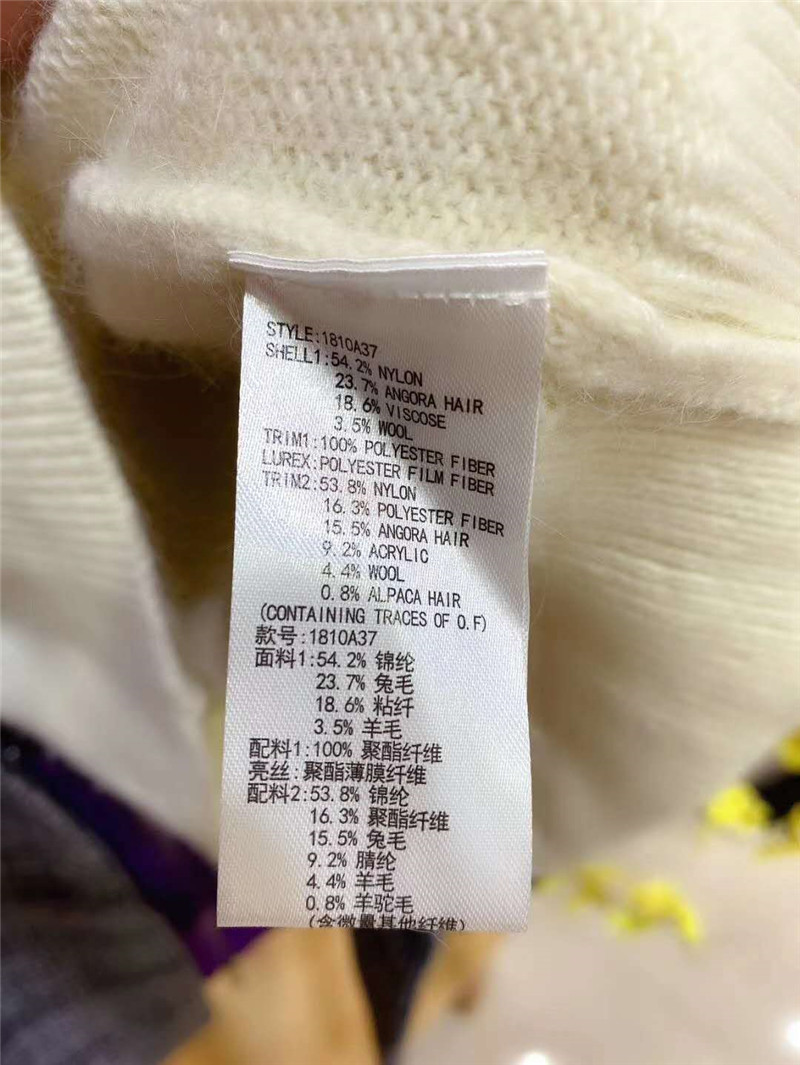 STYLE:1810A37
SHELL1:54.2% NYLON
23.7% ANGORA HAIR
18.6% VISCOSE
3.5% WOOL
TRIM1:100% POLYESTER FIBER
LUREX:POLYESTER FILM FIBER
TRIM2:53.8% NYLON
16.3% POLYESTER FIBER
15.5% ANGORA HAIR
9.2% ACRYLIC
4.4% WOOL
0.8% ALPACA HAIR
(CONTAINING TRACES OF O.F)
款号:1810A37
面料1:54.2% 锦纶
23.7% 兔毛
18.6% 粘纤
3.5% 羊毛
配料1:100% 聚酯纤维
亮丝:聚酯薄膜纤维
配料2:53.8% 锦纶
16.3% 聚酯纤维
15.5% 兔毛
9.2% 腈纶
4.4% 羊毛
0.8% 羊驼毛
(含微量其他纤维)